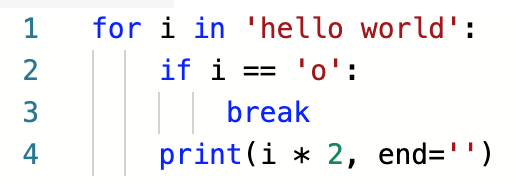 1 for i in 'hello world':
2     if i == 'o':
3         break
4     print(i * 2, end='')